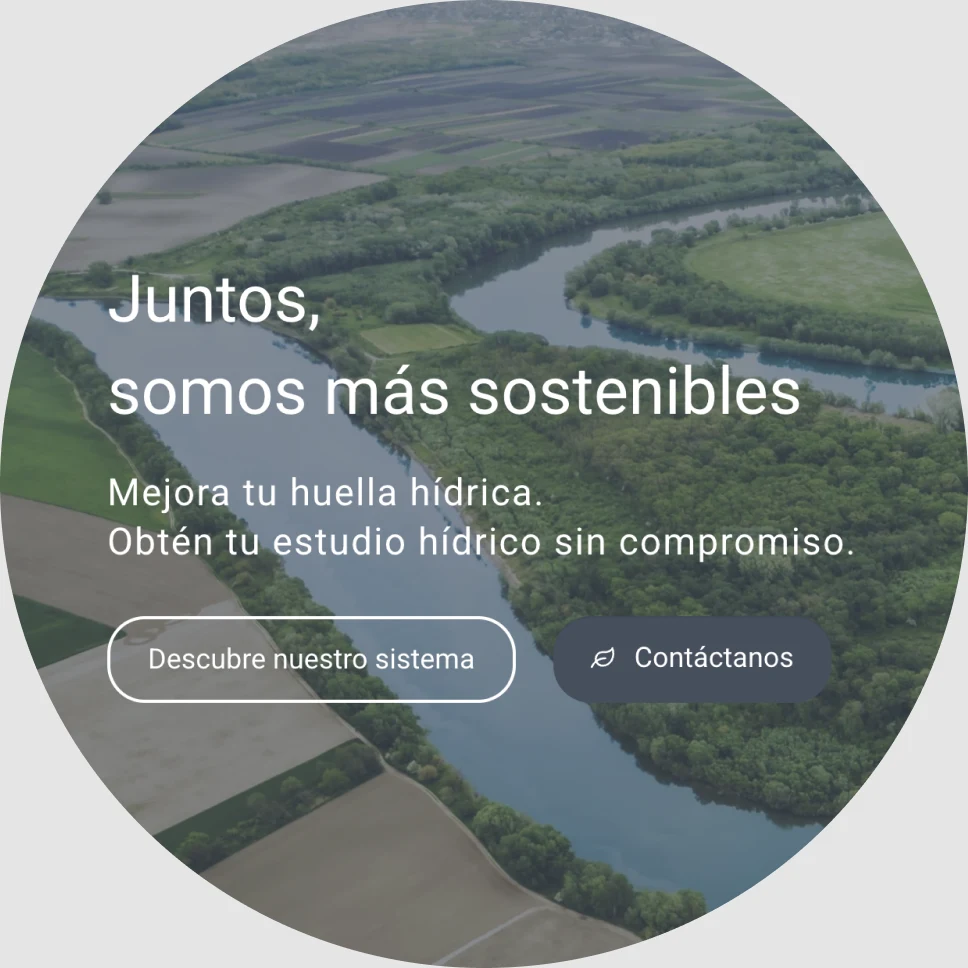 Juntos,
somos más sostenibles
Mejora tu huella hídrica.
Obtén tu estudio hídrico sin compromiso.
Descubre nuestro sistema
Contáctanos